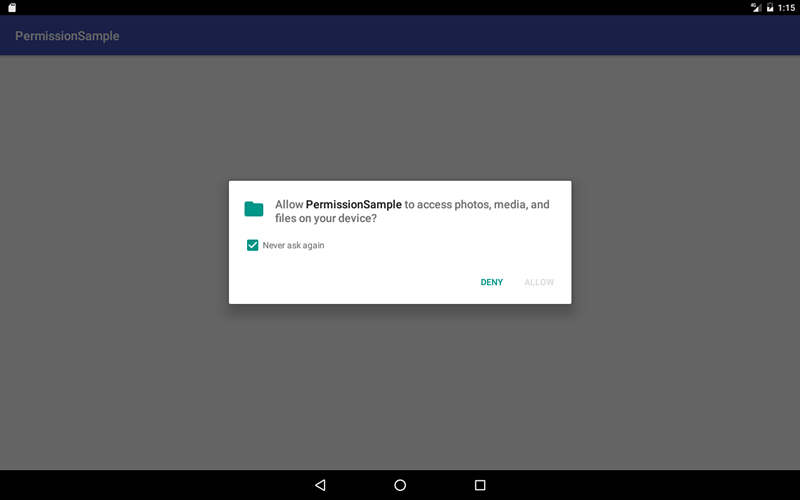 4G 1:15
PermissionSample
Allow PermissionSample to access photos, media, and
files on your device?
Never ask again
DENY ALLOW